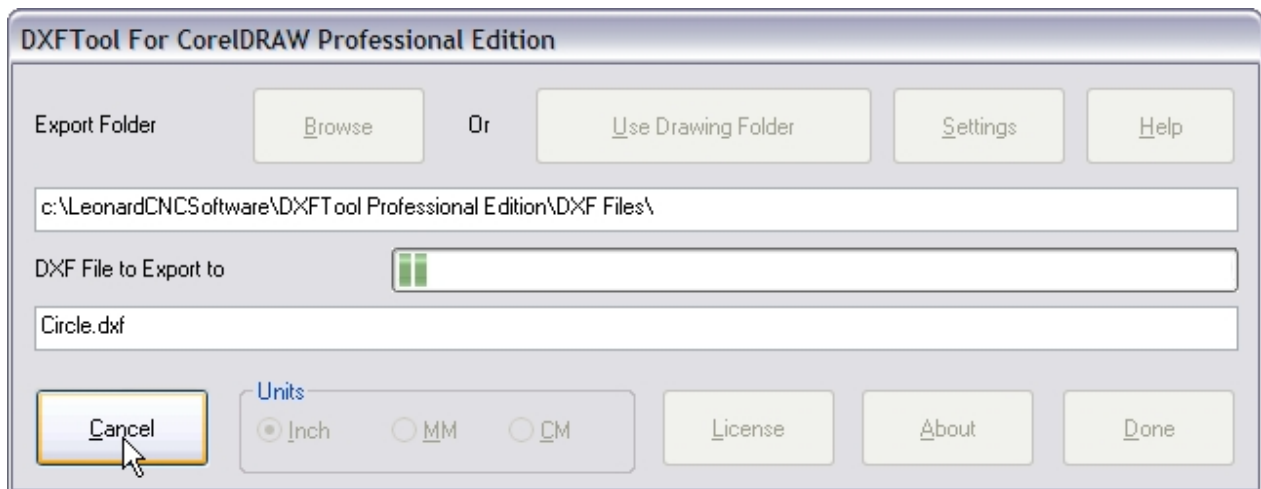 DXFTool For CorelDRAW Professional Edition
Export Folder Browse Or Use Drawing Folder Settings Help
c:\LeonardCNCSoftware\DXFTool Professional Edition\DXF Files\
DXF File to Export to
Circle.dxf
Units
Cancel Inch MM CM License About Done